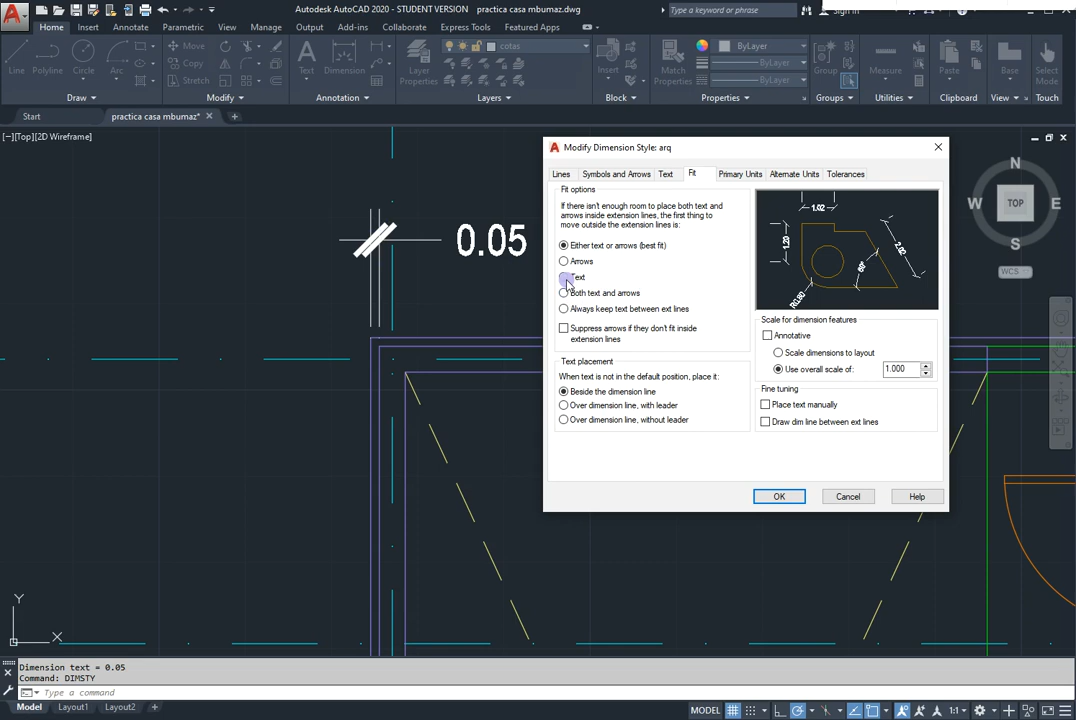 Autodesk AutoCAD 2020 - STUDENT VERSION practica casa mbumaz.dwg
Type a keyword or phrase
Sign In
Home Insert Annotate Parametric View Manage Output Add-ins Collaborate Express Tools Featured Apps
Line Polyline Circle Arc
Move Copy Stretch
Text Dimension
Layer Properties
cotas
Insert
Match Properties
ByLayer
ByLayer
ByLayer
Group
Measure
Paste
Base
Select Mode
Draw Modify Annotation Layers Block Properties Groups Utilities Clipboard View Touch
Start practica casa mbumaz*
[−][Top][2D Wireframe]
0.05
N
W TOP E
S
WCS
Modify Dimension Style: arq
Lines Symbols and Arrows Text Fit Primary Units Alternate Units Tolerances
Fit options
If there isn't enough room to place both text and
arrows inside extension lines, the first thing to
move outside the extension lines is:
Either text or arrows (best fit)
Arrows
Text
Both text and arrows
Always keep text between ext lines
Suppress arrows if they don't fit inside
extension lines
Text placement
When text is not in the default position, place it:
Beside the dimension line
Over dimension line, with leader
Over dimension line, without leader
1.02
1.20
2.02
60°
R0.80
Scale for dimension features
Annotative
Scale dimensions to layout
Use overall scale of: 1.000
Fine tuning
Place text manually
Draw dim line between ext lines
OK Cancel Help
Y
X
Dimension text = 0.05
Command: DIMSTY
Type a command
Model Layout1 Layout2
MODEL 1:1